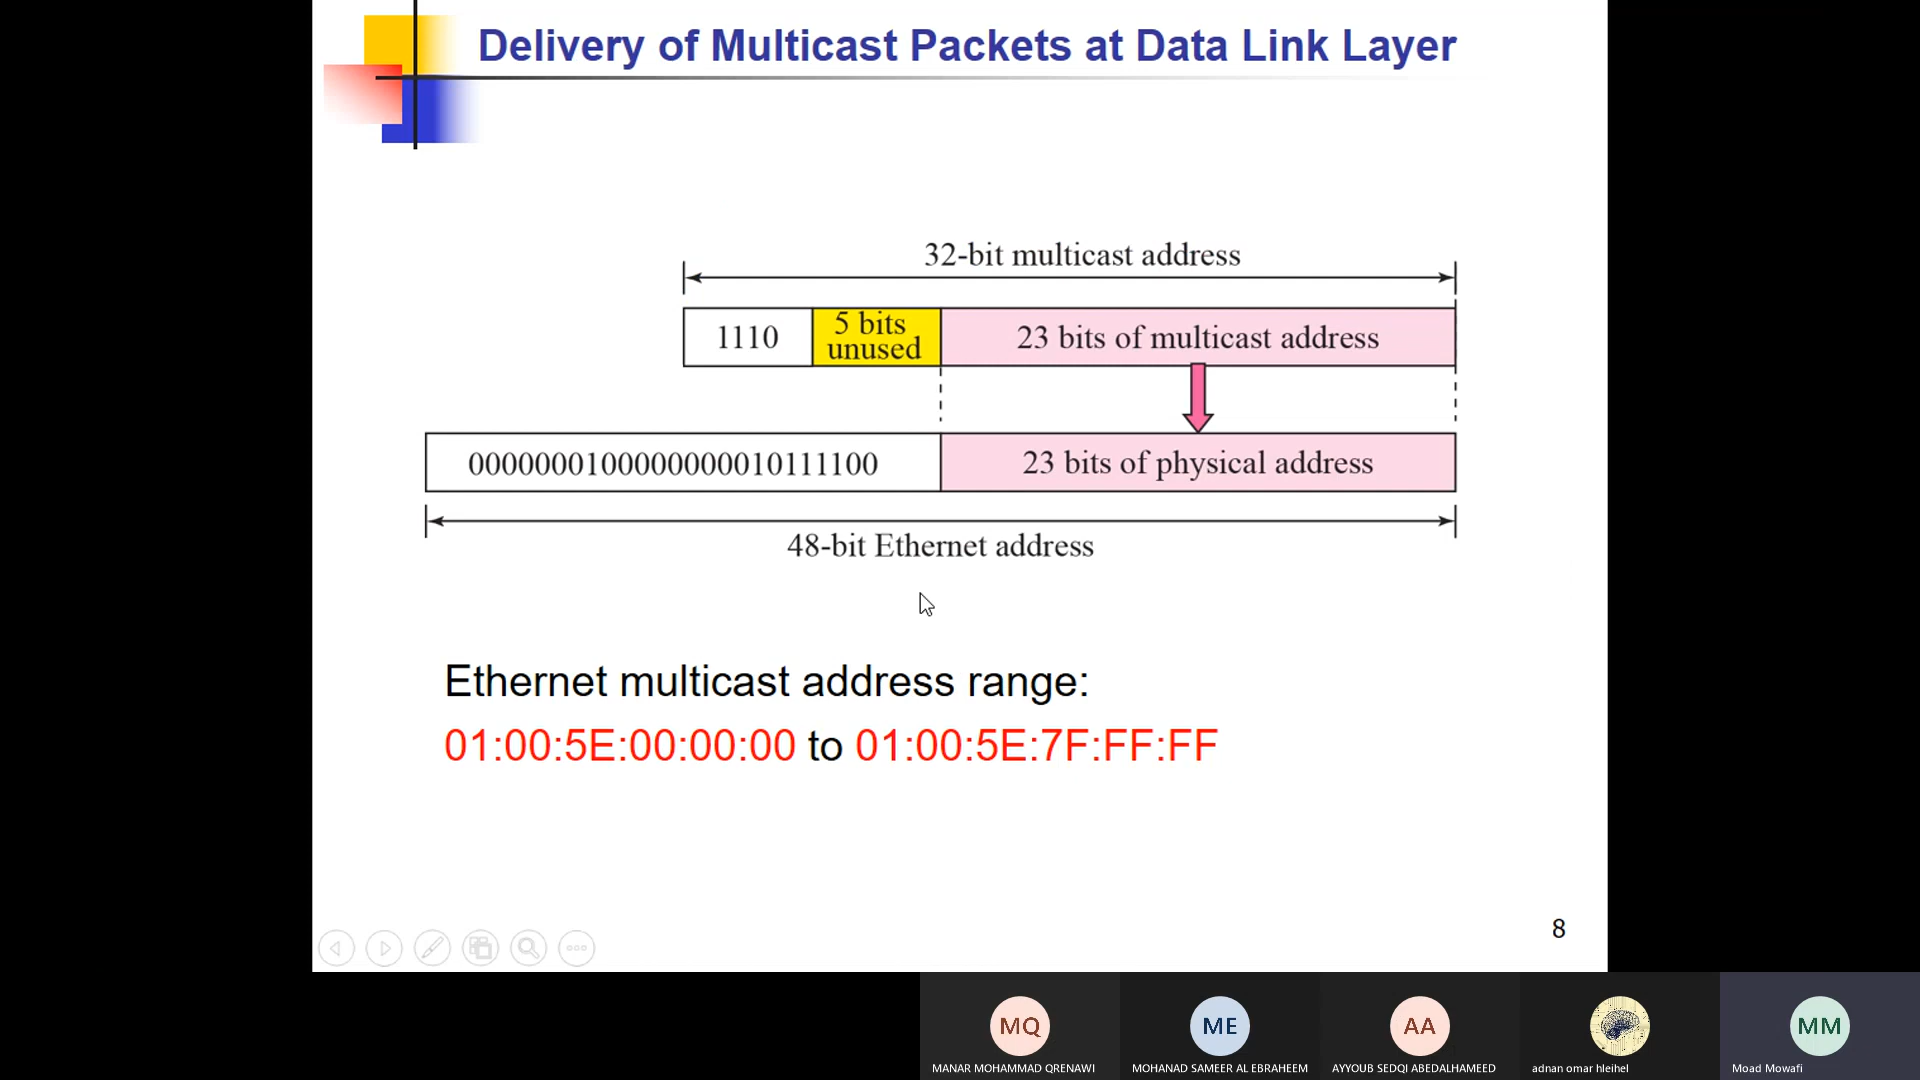 Delivery of Multicast Packets at Data Link Layer
32-bit multicast address
1110
5 bits
unused
23 bits of multicast address
0000000100000000010111100
23 bits of physical address
48-bit Ethernet address
Ethernet multicast address range:
01:00:5E:00:00:00 to 01:00:5E:7F:FF:FF
8
MQ
ME
AA
MM
MANAR MOHAMMAD QRENAWI
MOHANAD SAMEER AL EBRAHEEM
AYYOUB SEDQI ABEDALHAMEED
adnan omar hleihel
Moad Mowafi